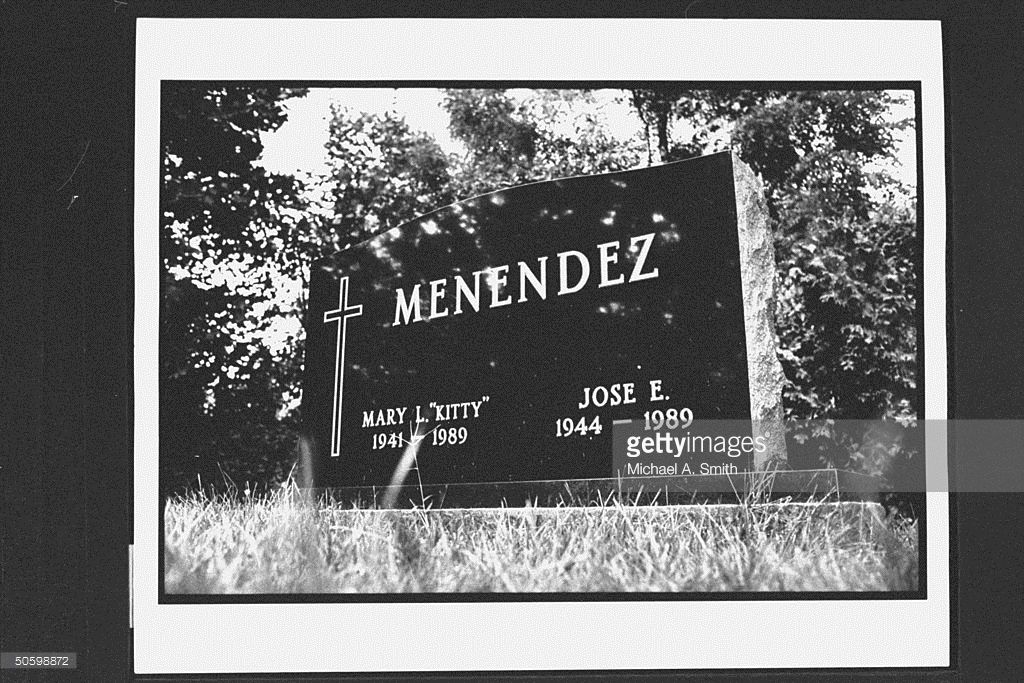 MENENDEZ
MARY L. "KITTY"
1941 – 1989
JOSE E.
1944 – 1989
gettyimages
Michael A. Smith
50598872